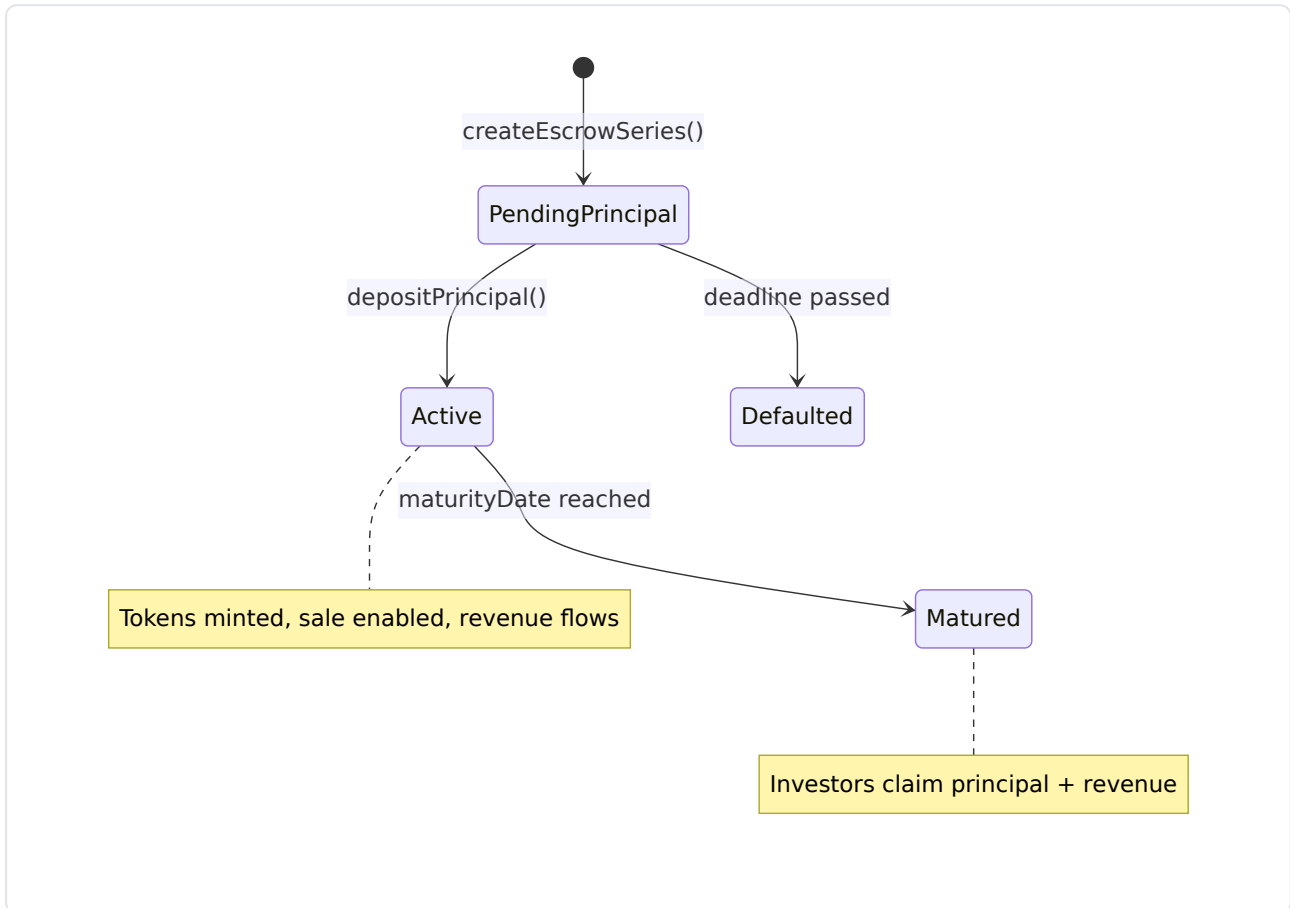 createEscrowSeries()
PendingPrincipal
depositPrincipal()
deadline passed
Active
Defaulted
maturityDate reached
Tokens minted, sale enabled, revenue flows
Matured
Investors claim principal + revenue